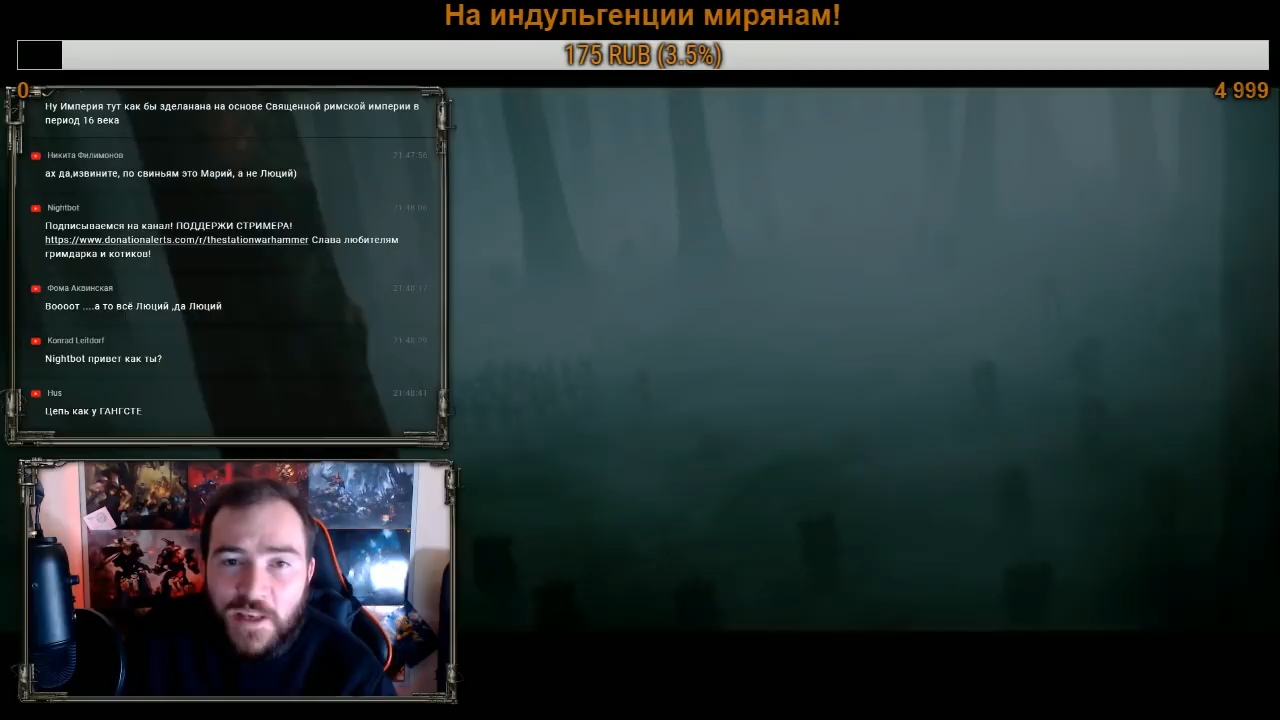 На индульгенции мирянам!
175 RUB (3.5%)
0
4 999
Ну Империя тут как бы зделанана на основе Священной римской империи в
период 16 века
Никита Филимонов 21:47:56
ах да,извините, по свиньям это Марий, а не Люций)
Nightbot 21:48:06
Подписываемся на канал! ПОДДЕРЖИ СТРИМЕРА!
https://www.donationalerts.com/r/thestationwarhammer Слава любителям
гримдарка и котиков!
Фома Аквинская 21:48:17
Воооот ....а то всё Люций ,да Люций
Konrad Leitdorf 21:48:29
Nightbot привет как ты?
Hus 21:48:41
Цепь как у ГАНГСТЕ